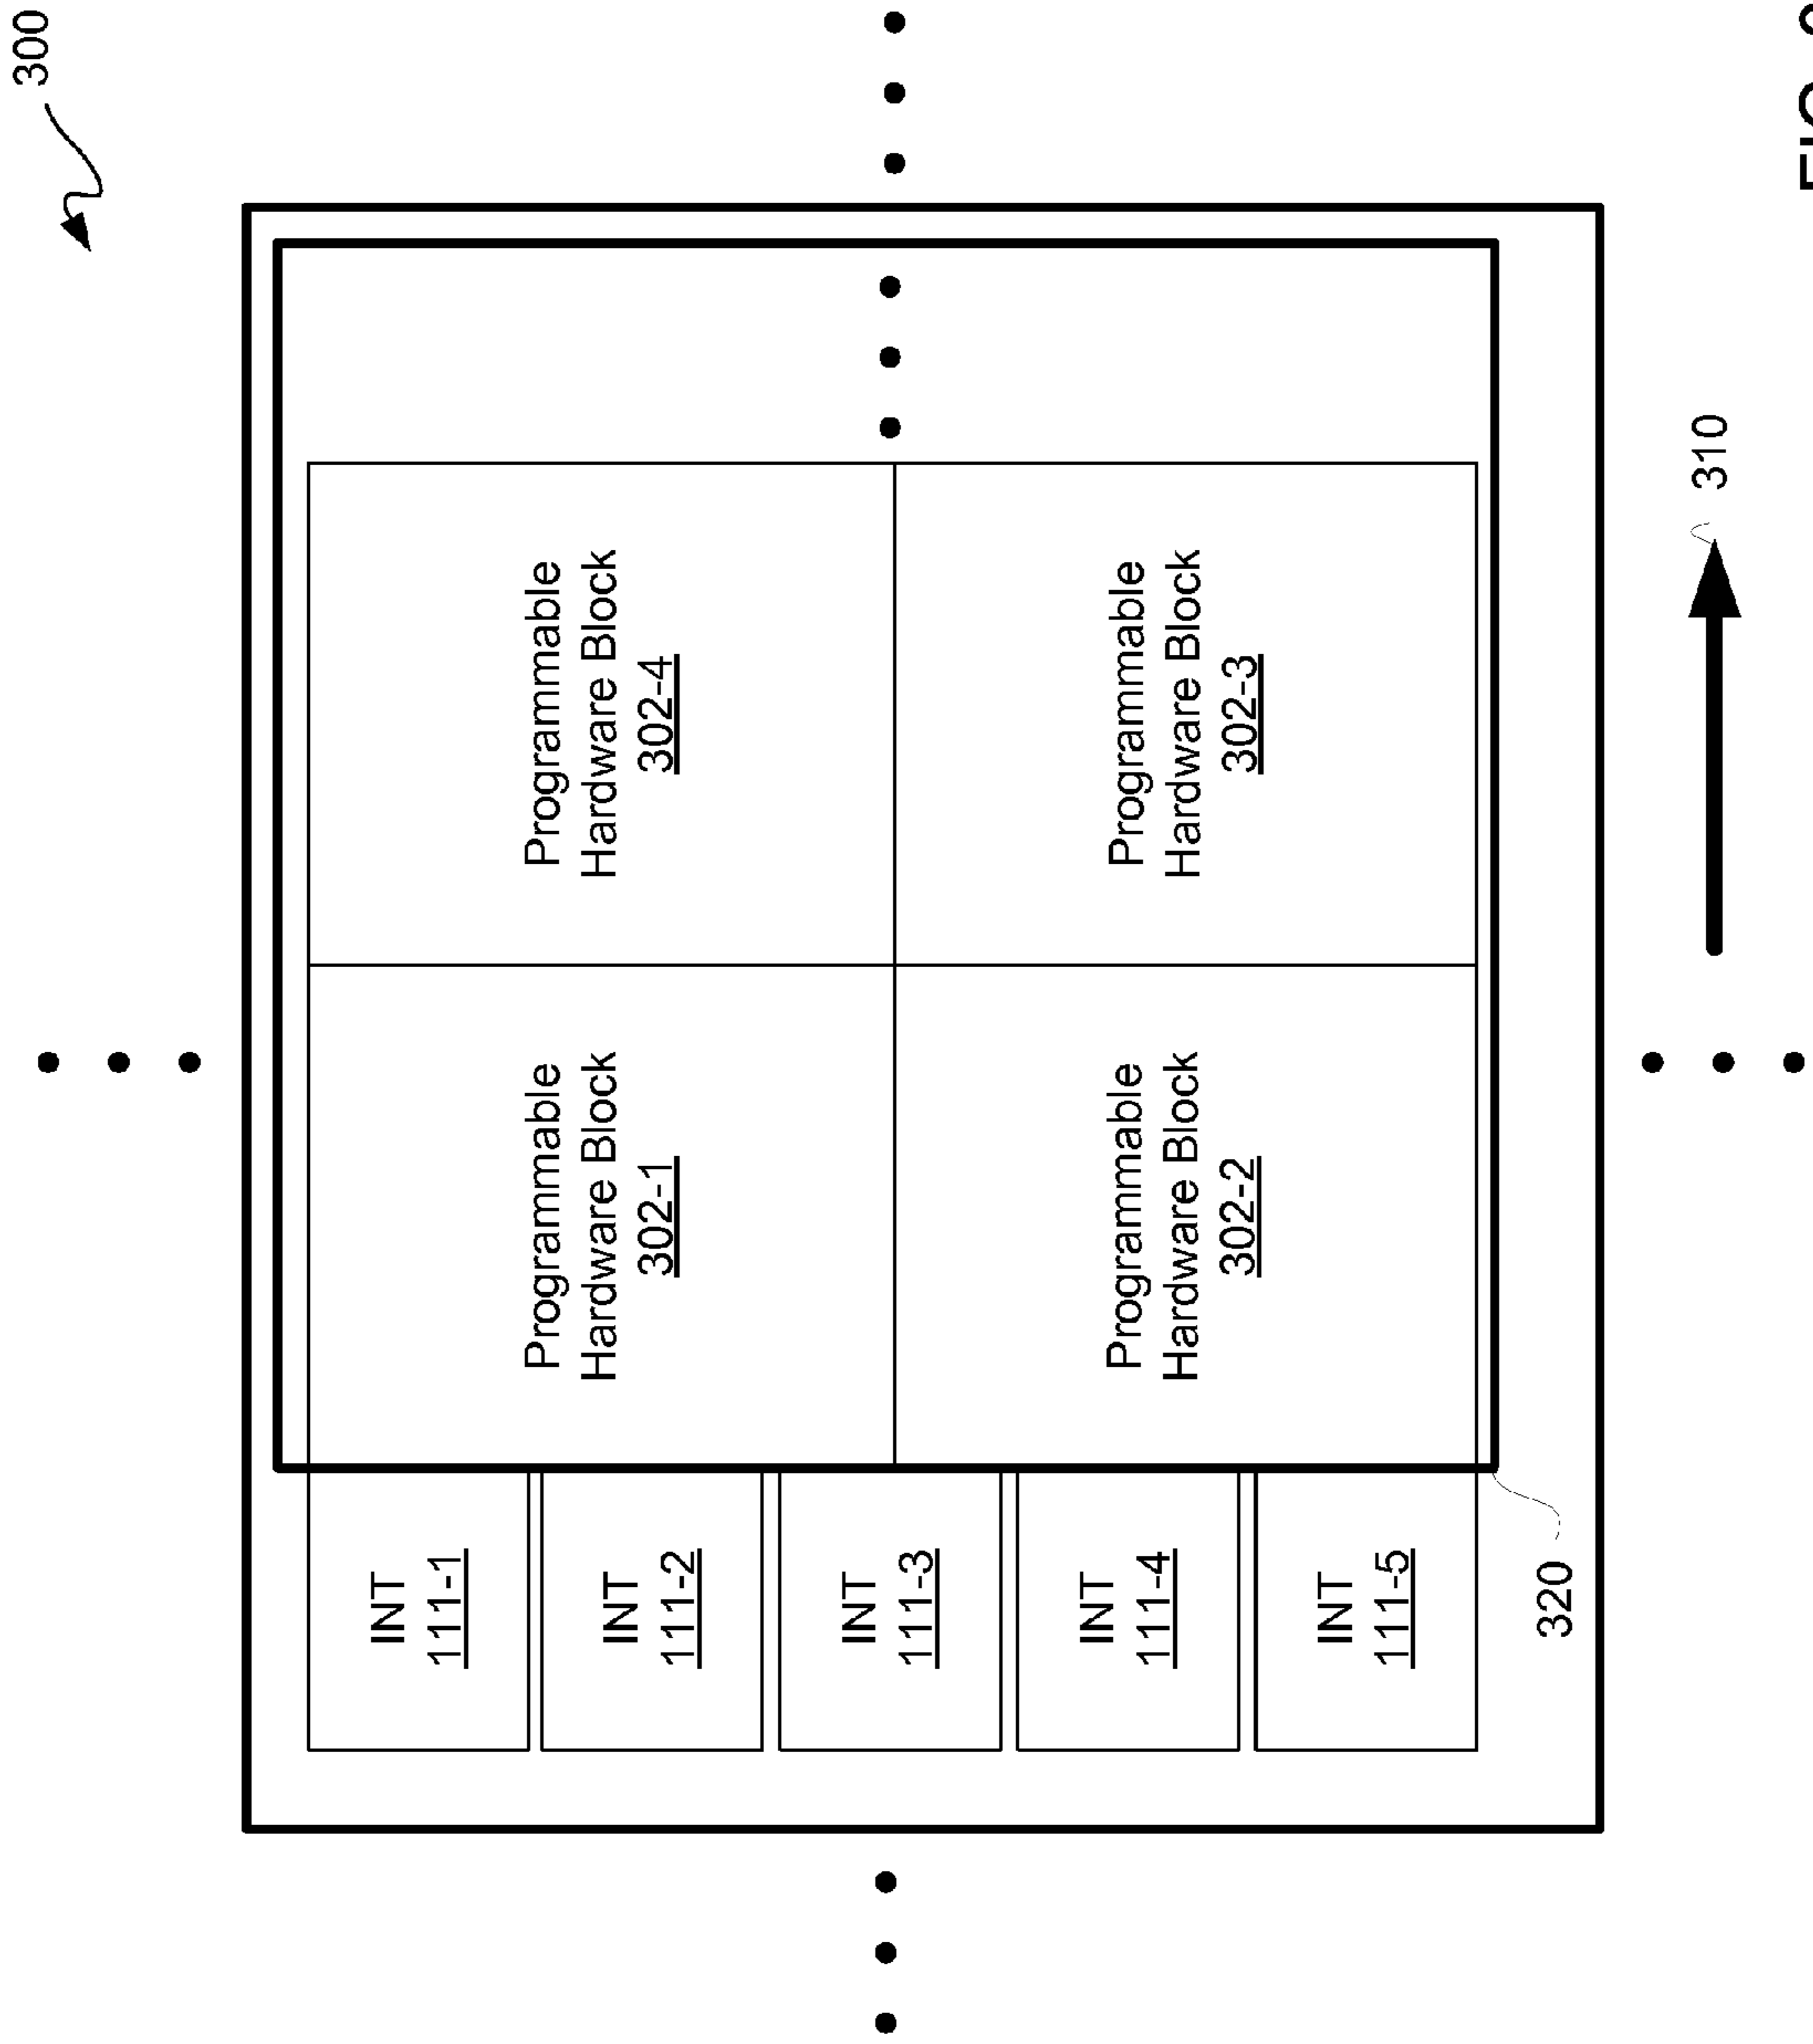 300
INT
111-1
INT
111-2
INT
111-3
INT
111-4
INT
111-5
Programmable
Hardware Block
302-1
Programmable
Hardware Block
302-4
Programmable
Hardware Block
302-2
Programmable
Hardware Block
302-3
320
310